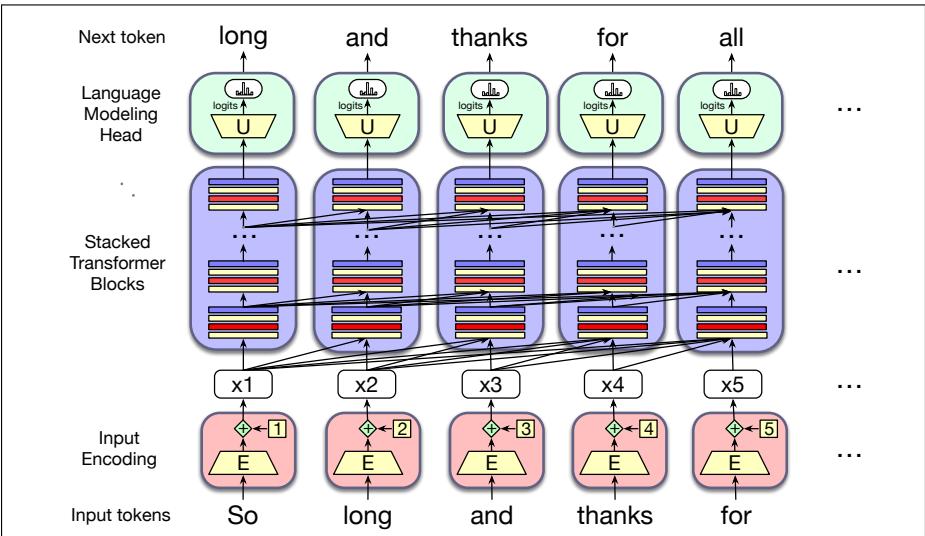 Next token long and thanks for all
Language Modeling Head
logits logits logits logits logits
U U U U U
...
Stacked Transformer Blocks
... ... ... ... ...
...
x1 x2 x3 x4 x5 ...
Input Encoding
1 2 3 4 5
+ + + + +
E E E E E ...
Input tokens So long and thanks for